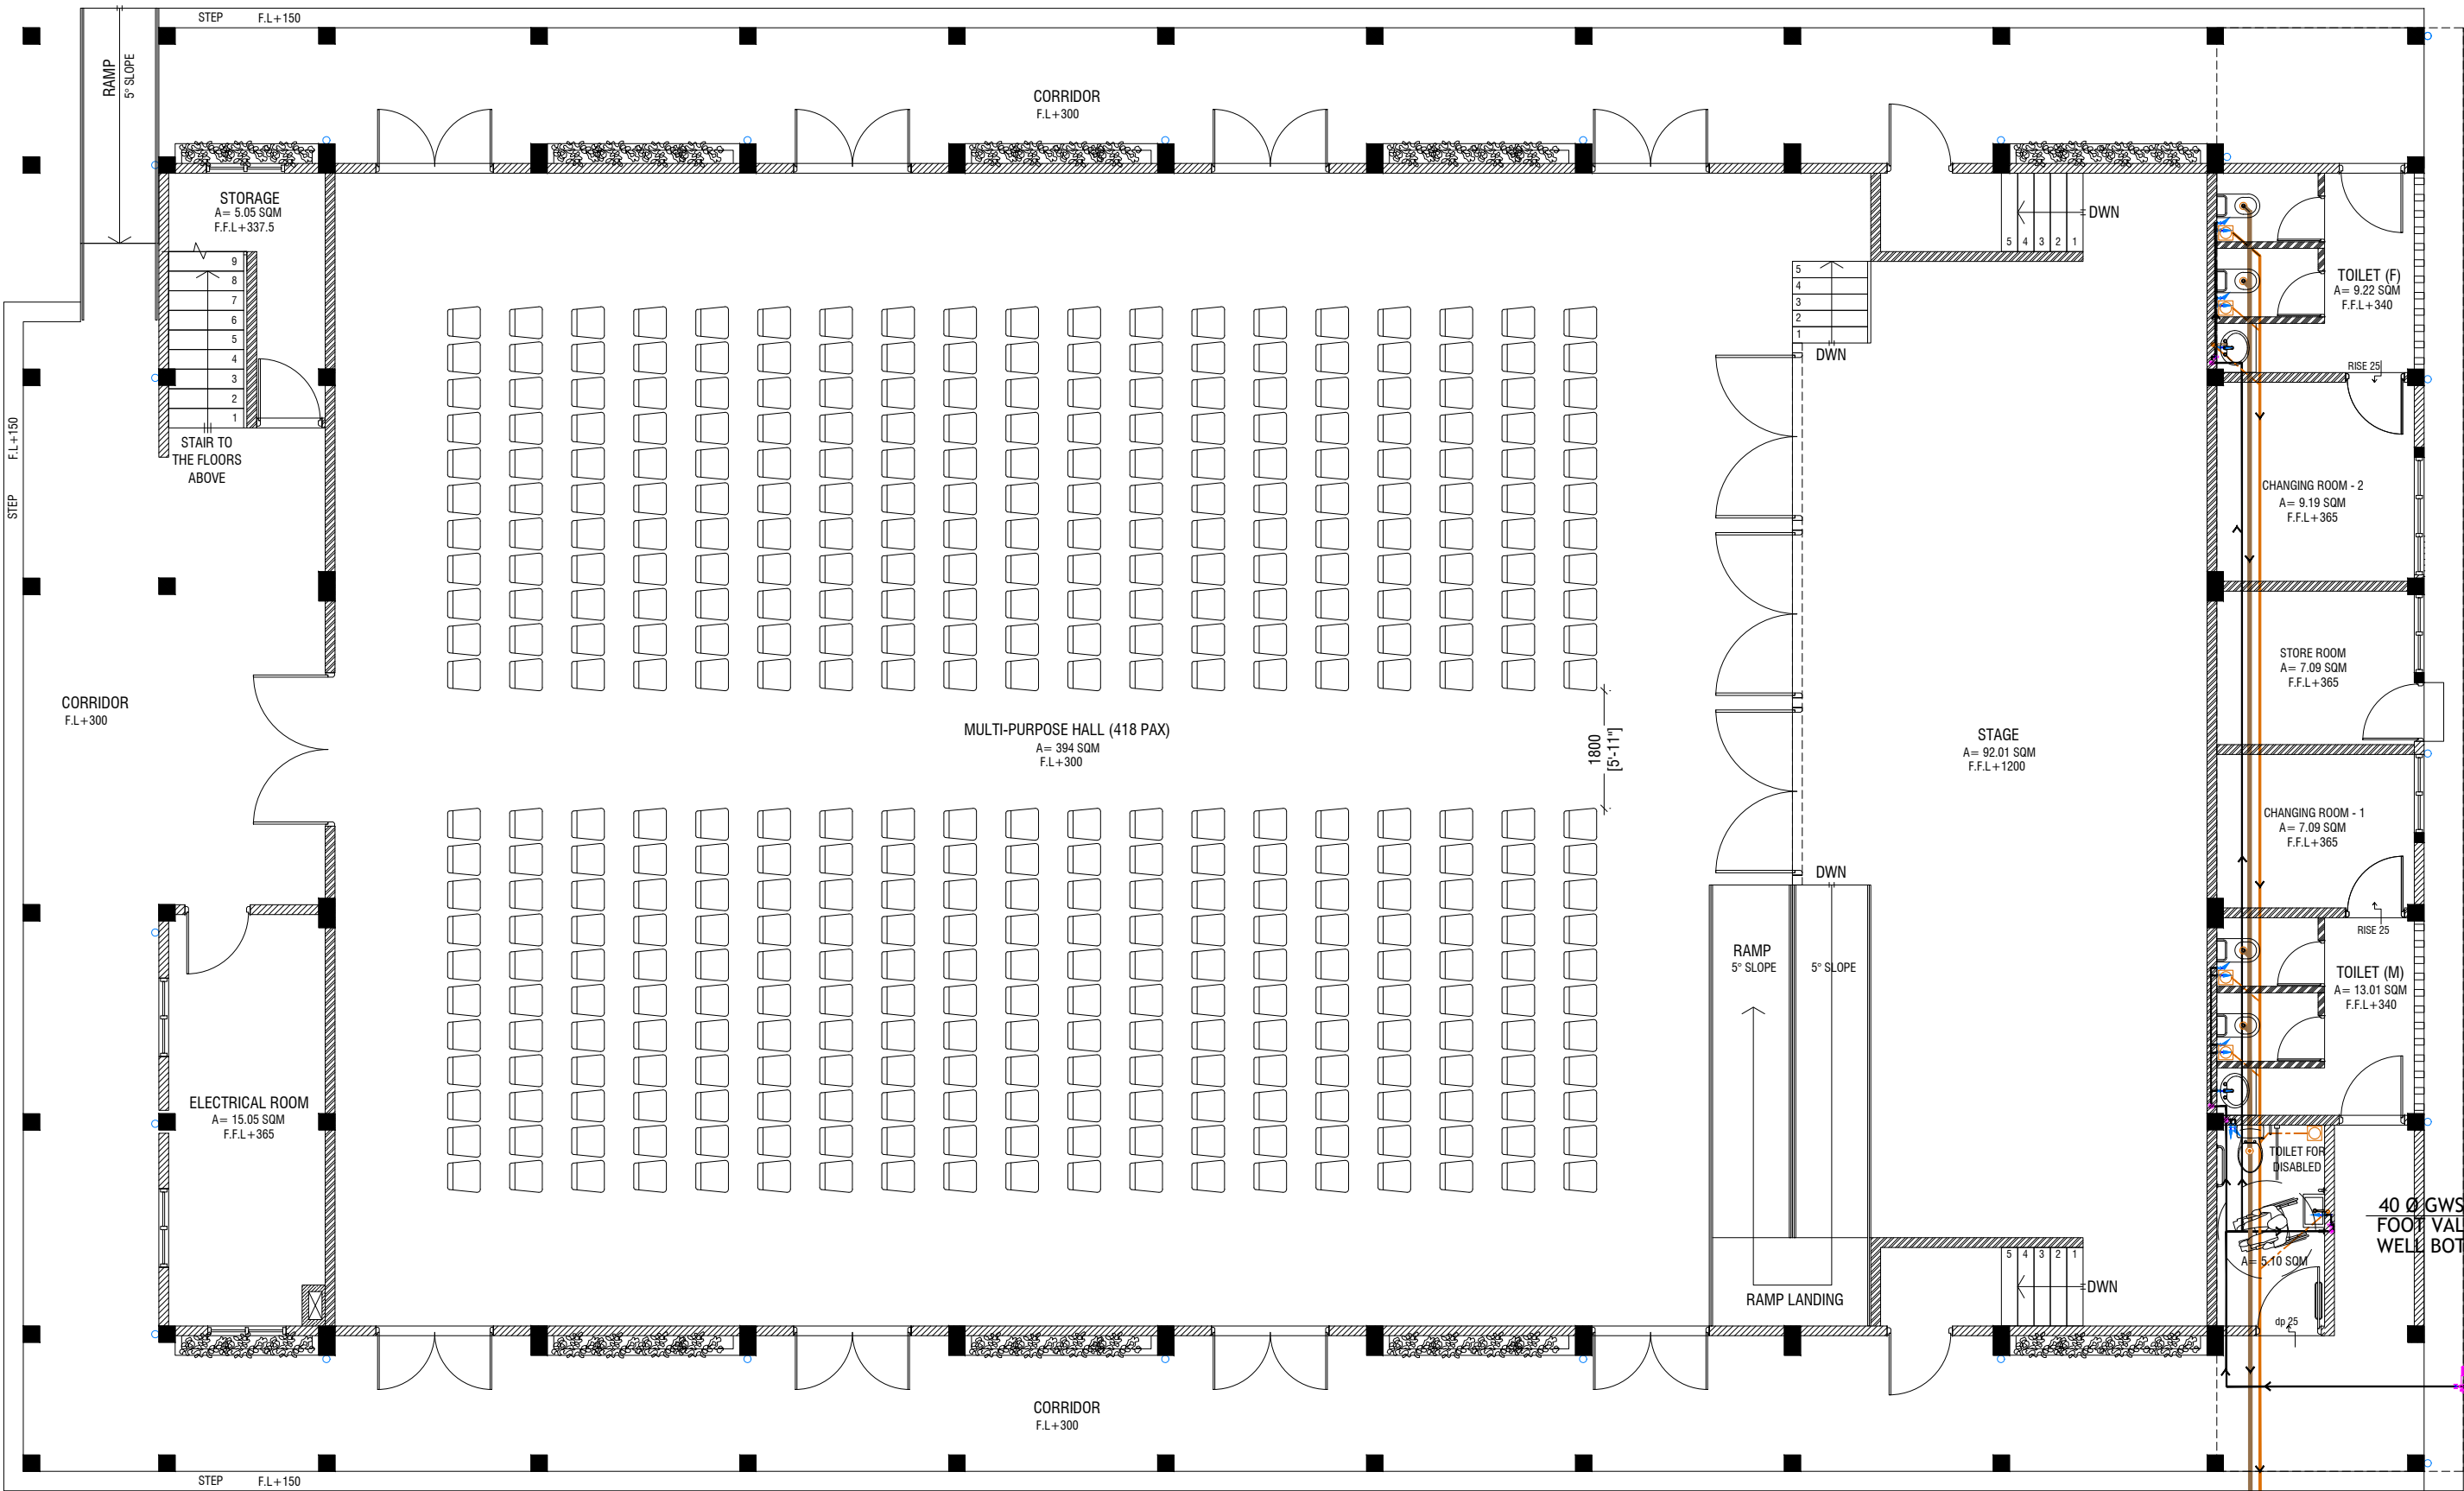 STEP F.L+150
RAMP
5° SLOPE
CORRIDOR
F.L+300
STORAGE
A= 5.05 SQM
F.F.L+337.5
9
8
7
6
5
4
3
2
1
STAIR TO
THE FLOORS
ABOVE
DWN
5 4 3 2 1
5
4
3
2
1
DWN
TOILET (F)
A= 9.22 SQM
F.F.L+340
RISE 25
F.L+150
STEP
CHANGING ROOM - 2
A= 9.19 SQM
F.F.L+365
STORE ROOM
A= 7.09 SQM
F.F.L+365
CORRIDOR
F.L+300
MULTI-PURPOSE HALL (418 PAX)
A= 394 SQM
F.L+300
1800
[5'-11"]
STAGE
A= 92.01 SQM
F.F.L+1200
CHANGING ROOM - 1
A= 7.09 SQM
F.F.L+365
DWN
RISE 25
RAMP
5° SLOPE
5° SLOPE
TOILET (M)
A= 13.01 SQM
F.F.L+340
ELECTRICAL ROOM
A= 15.05 SQM
F.F.L+365
TOILET FOR
DISABLED
A= 5.10 SQM
40 Ø GWS
FOOT VAL
WELL BOT
5 4 3 2 1
DWN
RAMP LANDING
dp 25
CORRIDOR
F.L+300
STEP F.L+150